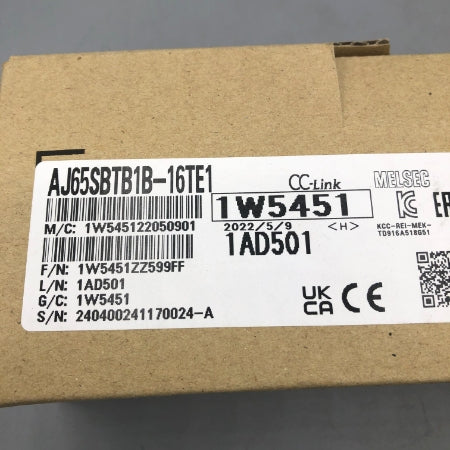 AJ65SBTB1B-16TE1
CC-Link
MELSEC
M/C: 1W545122050901
1W5451
2022/5/9 <H>
1AD501
KCC-REI-MEK-
TD916A518G51
F/N: 1W5451ZZ599FF
L/N: 1AD501
G/C: 1W5451
S/N: 240400241170024-A
UK
CA
CE